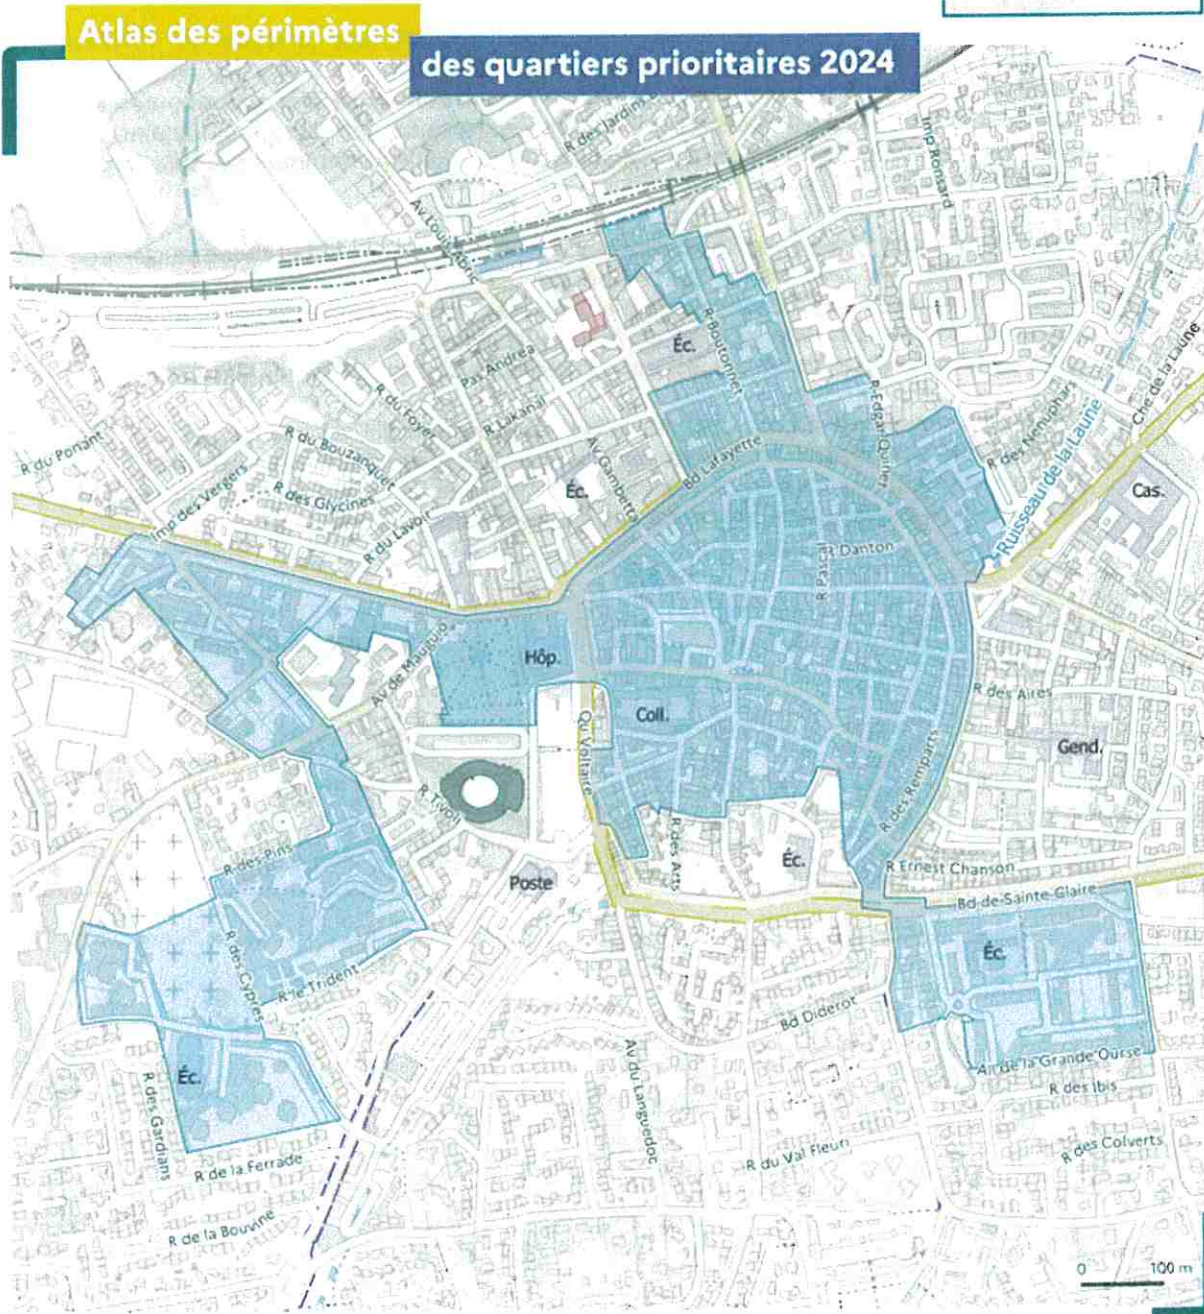 Atlas des périmètres
des quartiers prioritaires 2024
R des Jardins
Imp Ronsard
Av Louis Abric
R Boutonnet
Éc.
Pas Andrea
R Lakanal
R du Foyer
R Edgar Quinet
Che de la Laune
R des Nénuphars
Ruisseau de la Laune
R du Ponant
R du Bouzanquet
Av Gambetta
Bd Lafayette
Imp des Vergers
R des Glycines
Éc.
Cas.
R du Lavoir
R Pascal
t Danton
Av de Mauguio
Hôp.
R des Aires
Coll.
Gend.
Qu Voltaire
R des Remparts
R Tivoli
R des Arts
Éc.
R des Pins
R Ernest Chanson
Poste
Bd de Sainte-Claire
Éc.
R des Cyprès
R le Trident
Bd Diderot
Éc.
Av du Languedoc
All de la Grande Ourse
R des Ibis
R des Gardians
R du Val Fleuri
R des Colverts
R de la Ferrade
R de la Bouvine
0 100 m